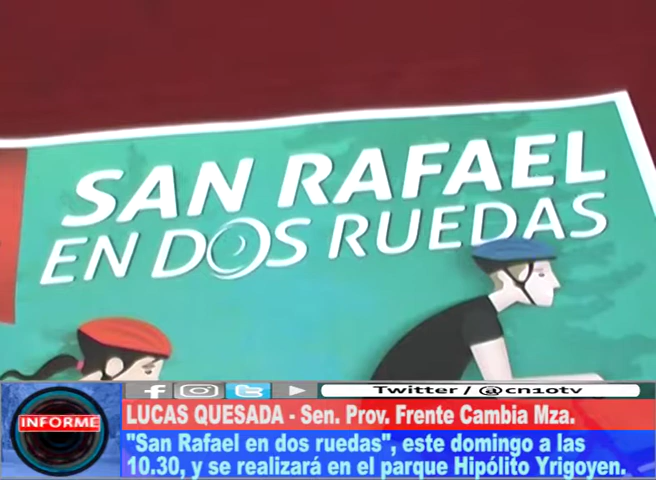 SAN RAFAEL
EN DOS RUEDAS
Twitter / @cn10tv
INFORME
LUCAS QUESADA - Sen. Prov. Frente Cambia Mza.
"San Rafael en dos ruedas", este domingo a las
10.30, y se realizará en el parque Hipólito Yrigoyen.